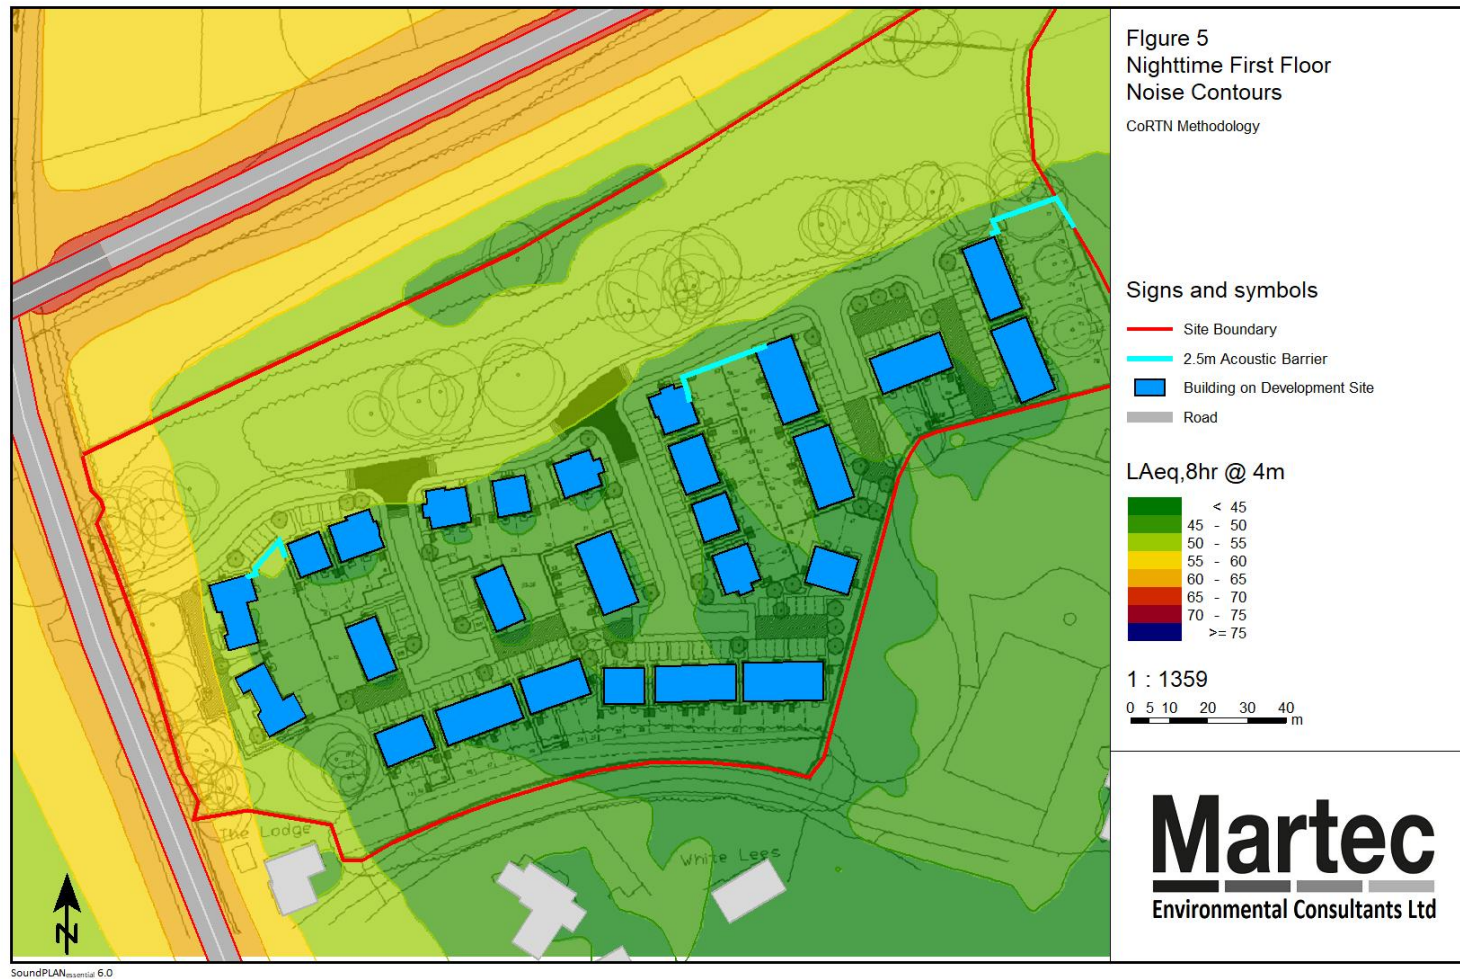 FIgure 5
Nighttime First Floor
Noise Contours
CoRTN Methodology
Signs and symbols
Site Boundary
2.5m Acoustic Barrier
Building on Development Site
Road
LAeq,8hr @ 4m
< 45
45 - 50
50 - 55
55 - 60
60 - 65
65 - 70
70 - 75
>= 75
1 : 1359
0 5 10 20 30 40
m
The Lodge
White Lees
N
Martec
Environmental Consultants Ltd
SoundPLANessential 6.0